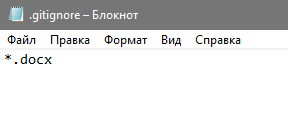 .gitignore – Блокнот
Файл Правка Формат Вид Справка
*.docx